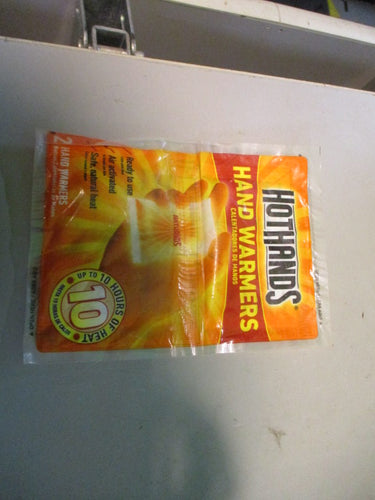 HOTHANDS®
HAND WARMERS
CALENTADORES DE MANOS
Ready to use
Air activated
Safe, natural heat
UP TO 10 HOURS OF HEAT
10
2 HAND WARMERS